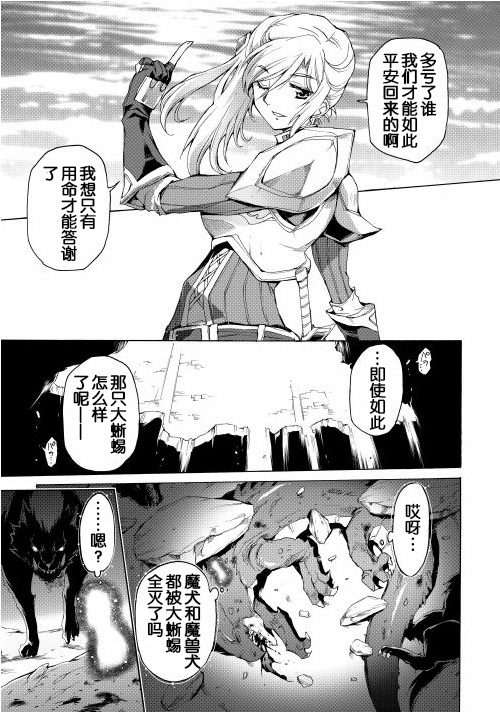 多亏了谁
我们才能如此
平安回来的啊
我想只有
用命才能答谢
了
…即使如此
那只大蜥蜴
怎么样
了呢——
哎呀…
魔犬和魔兽犬
都被大蜥蜴
全灭了吗
……嗯?